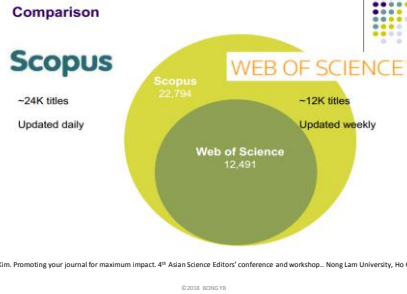 Comparison
Scopus
WEB OF SCIENCE
Scopus
22,794
~24K titles
~12K titles
Updated daily
Updated weekly
Web of Science
12,491
Kim. Promoting your journal for maximum impact. 4th Asian Science Editors' conference and workshop.. Nong Lam University, Ho
©2018 BONG YB